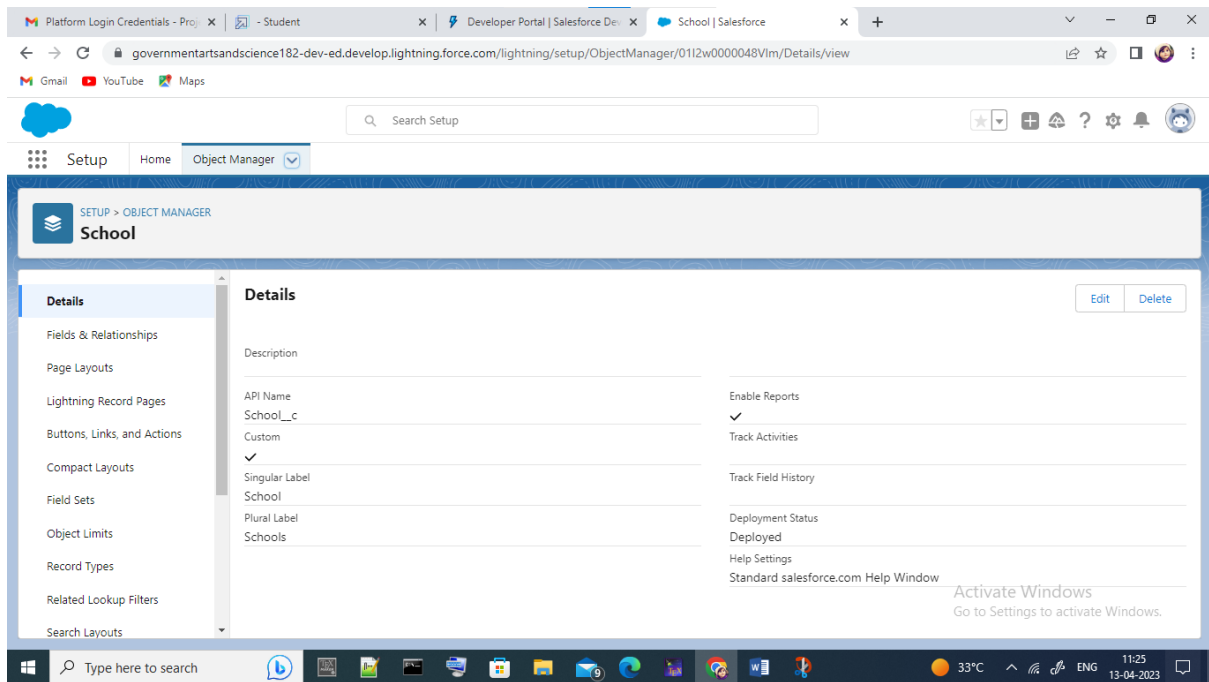 Platform Login Credentials - Proj
- Student
Developer Portal | Salesforce Dev
School | Salesforce
governmentartsandscience182-dev-ed.develop.lightning.force.com/lightning/setup/ObjectManager/01I2w0000048Vlm/Details/view
Gmail YouTube Maps
Search Setup
Setup Home Object Manager
SETUP > OBJECT MANAGER
School
Details
Fields & Relationships
Page Layouts
Lightning Record Pages
Buttons, Links, and Actions
Compact Layouts
Field Sets
Object Limits
Record Types
Related Lookup Filters
Search Layouts
Details
Edit Delete
Description
API Name
School__c
Custom
Singular Label
School
Plural Label
Schools
Enable Reports
Track Activities
Track Field History
Deployment Status
Deployed
Help Settings
Standard salesforce.com Help Window
Activate Windows
Go to Settings to activate Windows.
Type here to search
9
33°C
ENG
11:25
13-04-2023